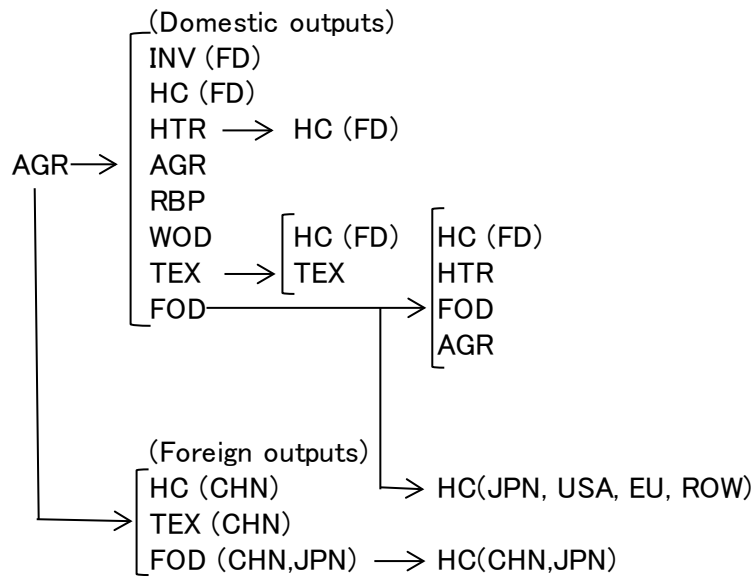 (Domestic outputs)
INV (FD)
HC (FD)
HTR → HC (FD)
AGR → AGR
RBP
WOD HC (FD) HC (FD)
TEX → TEX HTR
FOD → FOD
AGR
(Foreign outputs)
HC (CHN) → HC(JPN, USA, EU, ROW)
TEX (CHN)
FOD (CHN,JPN) → HC(CHN,JPN)